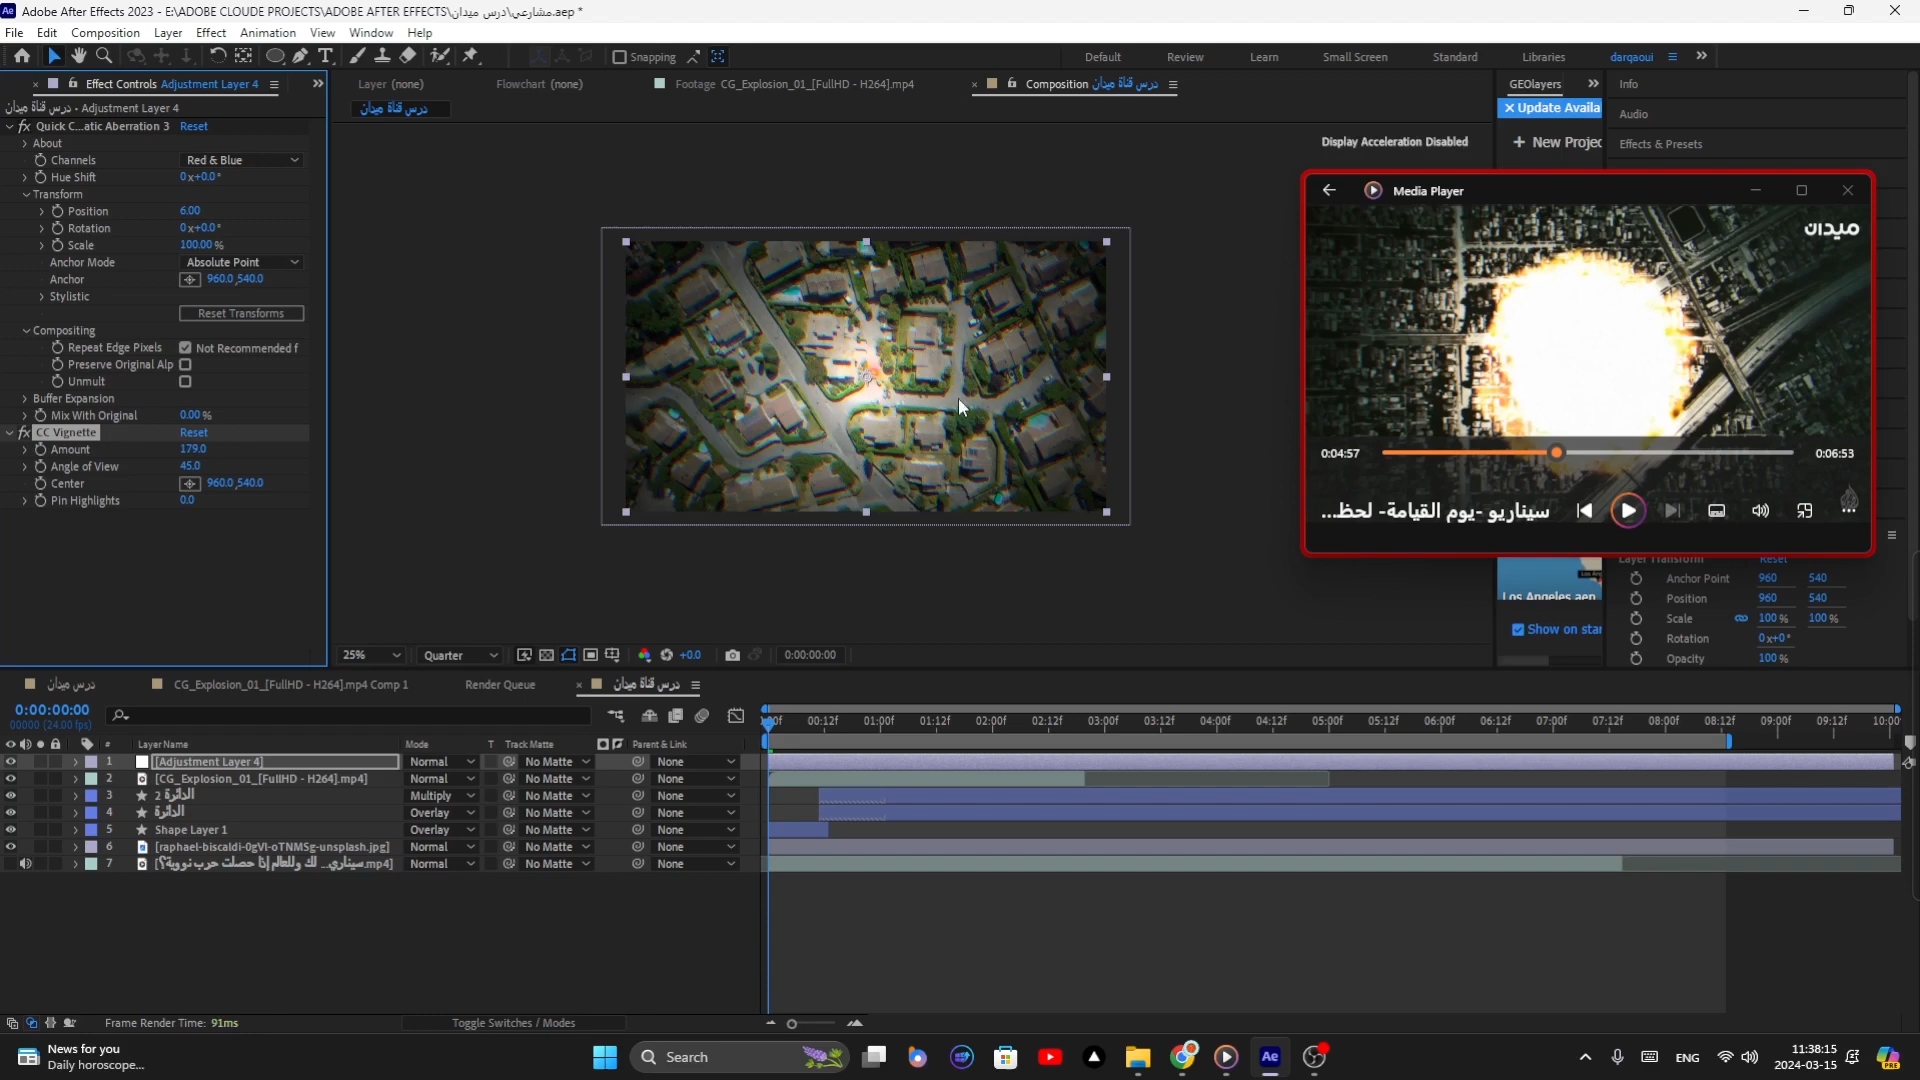 Adobe After Effects 2023 - E:\ADOBE CLOUDE PROJECTS\ADOBE AFTER EFFECTS\مشارعي\درس ميدان.aep *
File Edit Composition Layer Effect Animation View Window Help
Snapping
Default Review Learn Small Screen Standard Libraries darqaoui
Effect Controls Adjustment Layer 4
Layer (none) Flowchart (none) Footage CG_Explosion_01_[FullHD - H264].mp4 Composition درس قناة ميدان
GEOlayers Info
درس قناة ميدان • Adjustment Layer 4
درس قناة ميدان
Update Availa
Audio
Quick C...atic Aberration 3 Reset
About
Display Acceleration Disabled
New Projec
Effects & Presets
Channels Red & Blue
Hue Shift 0x+0.0°
Transform
Position 6.00
Rotation 0x+0.0°
Scale 100.00 %
Anchor Mode Absolute Point
Anchor 960.0,540.0
Stylistic
Reset Transforms
Compositing
Repeat Edge Pixels Not Recommended f
Preserve Original Alp
Unmult
Buffer Expansion
Mix With Original 0.00 %
CC Vignette Reset
Amount 179.0
Angle of View 45.0
Center 960.0,540.0
Pin Highlights 0.0
Media Player
ميدان
0:04:57 0:06:53
سيناريو -يوم القيامة- لحظ...
Layer Transform Reset
Anchor Point 960 540
Position 960 540
Scale 100 % 100 %
Rotation 0x+0°
Opacity 100 %
Los Angeles aep
Show on star
25% Quarter +0.0 0:00:00:00
درس ميدان CG_Explosion_01_[FullHD - H264].mp4 Comp 1 Render Queue درس قناة ميدان
0:00:00:00
00000 (24.00 fps)
00:12f 01:00f 01:12f 02:00f 02:12f 03:00f 03:12f 04:00f 04:12f 05:00f 05:12f 06:00f 06:12f 07:00f 07:12f 08:00f 08:12f 09:00f 09:12f 10:00
# Layer Name Mode T Track Matte Parent & Link
1 [Adjustment Layer 4] Normal No Matte None
2 [CG_Explosion_01_[FullHD - H264].mp4] Normal No Matte None
3 الدائرة 2 Multiply No Matte None
4 الدائرة Overlay No Matte None
5 Shape Layer 1 Overlay No Matte None
6 [raphael-biscaldi-0gVl-oTNMSg-unsplash.jpg] Normal No Matte None
7 [سيناري... لك وللعالم إذا حصلت حرب نووية؟.mp4] Normal No Matte None
Frame Render Time: 91ms Toggle Switches / Modes
News for you
Daily horoscope...
Search
ENG
11:38:15
2024-03-15